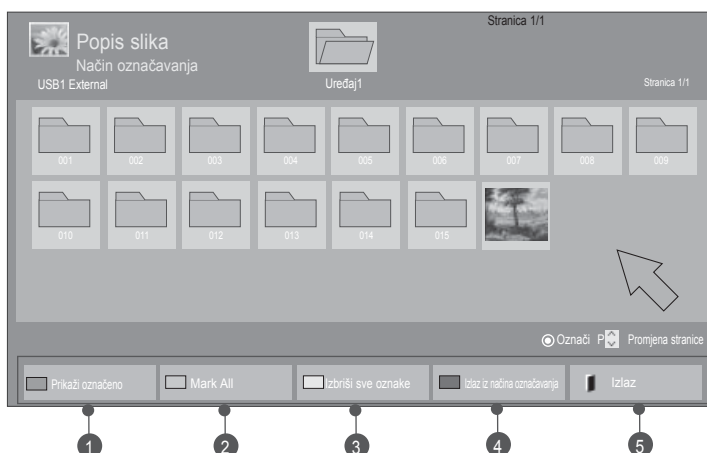 Stranica 1/1
Popis slika
Način označavanja
USB1 External
Uređaj1
Stranica 1/1
001 002 003 004 005 006 007 008 009
010 011 012 013 014 015
Označi P Promjena stranice
Prikaži označeno Mark All Izbriši sve oznake Izlaz iz načina označavanja Izlaz
1 2 3 4 5